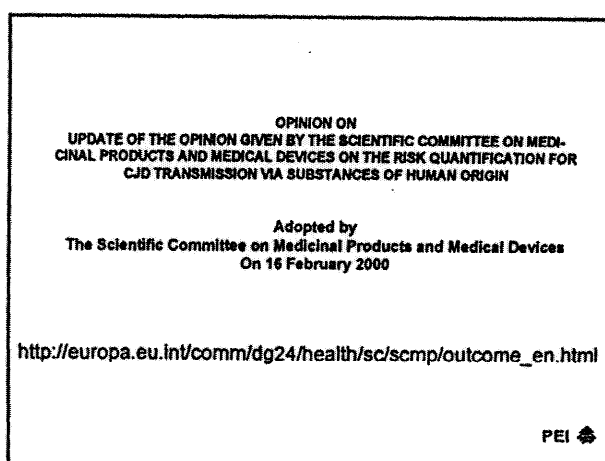 OPINION ON
UPDATE OF THE OPINION GIVEN BY THE SCIENTIFIC COMMITTEE ON MEDI-
CINAL PRODUCTS AND MEDICAL DEVICES ON THE RISK QUANTIFICATION FOR
CJD TRANSMISSION VIA SUBSTANCES OF HUMAN ORIGIN
Adopted by
The Scientific Committee on Medicinal Products and Medical Devices
On 16 February 2000
http://europa.eu.int/comm/dg24/health/sc/scmp/outcome_en.html
PEI